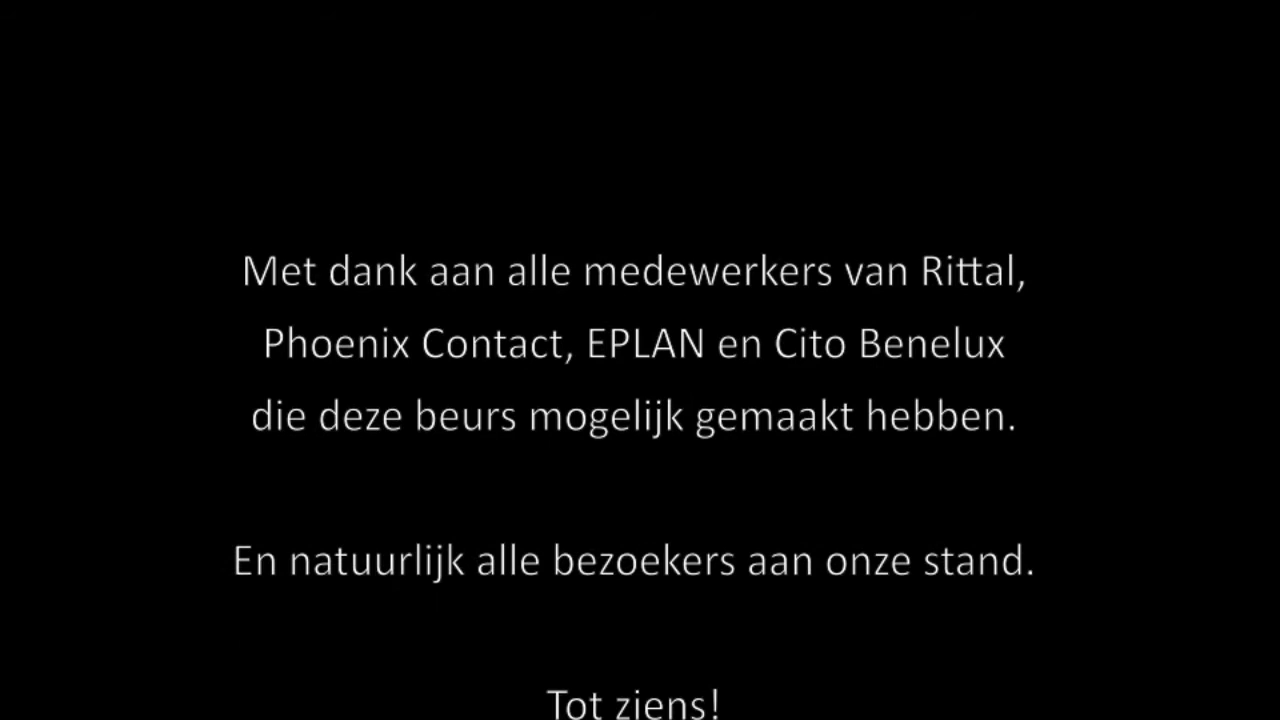 Met dank aan alle medewerkers van Rittal,
Phoenix Contact, EPLAN en Cito Benelux
die deze beurs mogelijk gemaakt hebben.
En natuurlijk alle bezoekers aan onze stand.
Tot ziens!